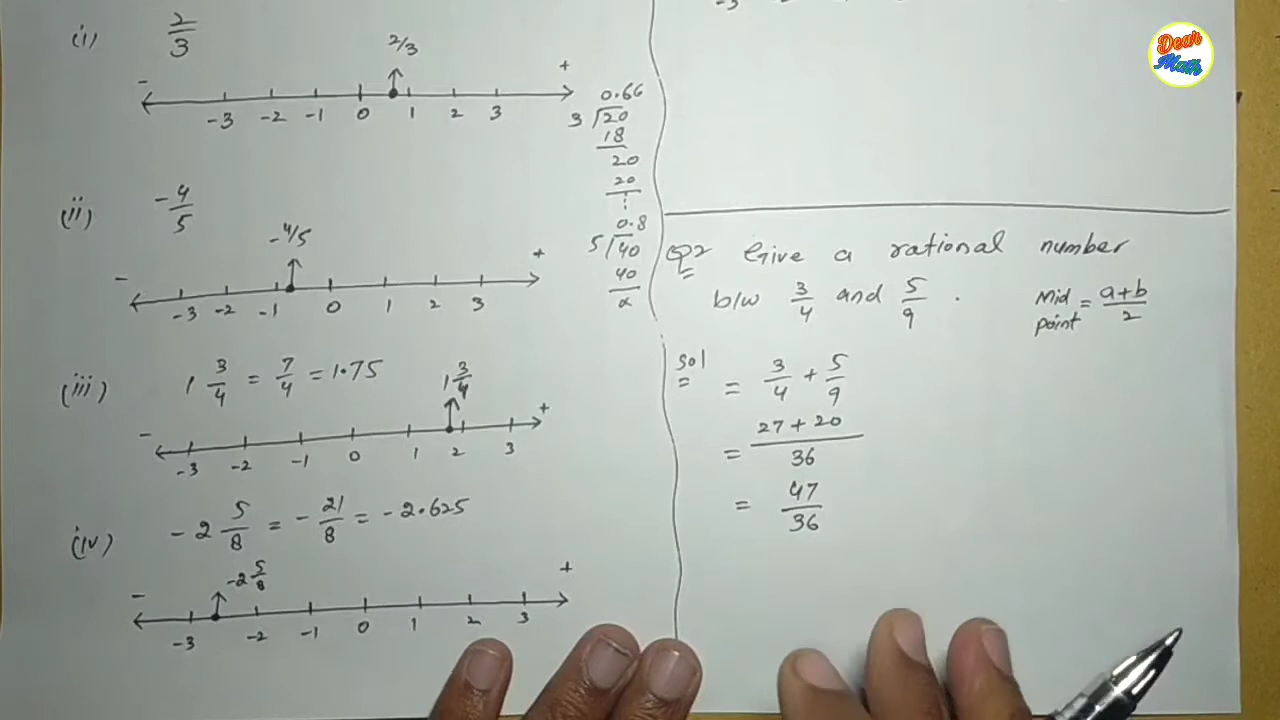 (i) 2/3
2/3
- +
-3 -2 -1 0 1 2 3
0.66
3 √20
18
20
20
⋮
(ii) -4/5
-4/5
- +
-3 -2 -1 0 1 2 3
0.8
5 √40
40
×
(iii) 1 3/4 = 7/4 = 1.75
1 3/4
- +
-3 -2 -1 0 1 2 3
(iv) -2 5/8 = -21/8 = -2.625
-2 5/8
- +
-3 -2 -1 0 1 2 3
Dear
Math
Q2 Give a rational number
b/w 3/4 and 5/9 .
Mid point = a+b/2
Sol
= 3/4 + 5/9
= 27+20/36
= 47/36